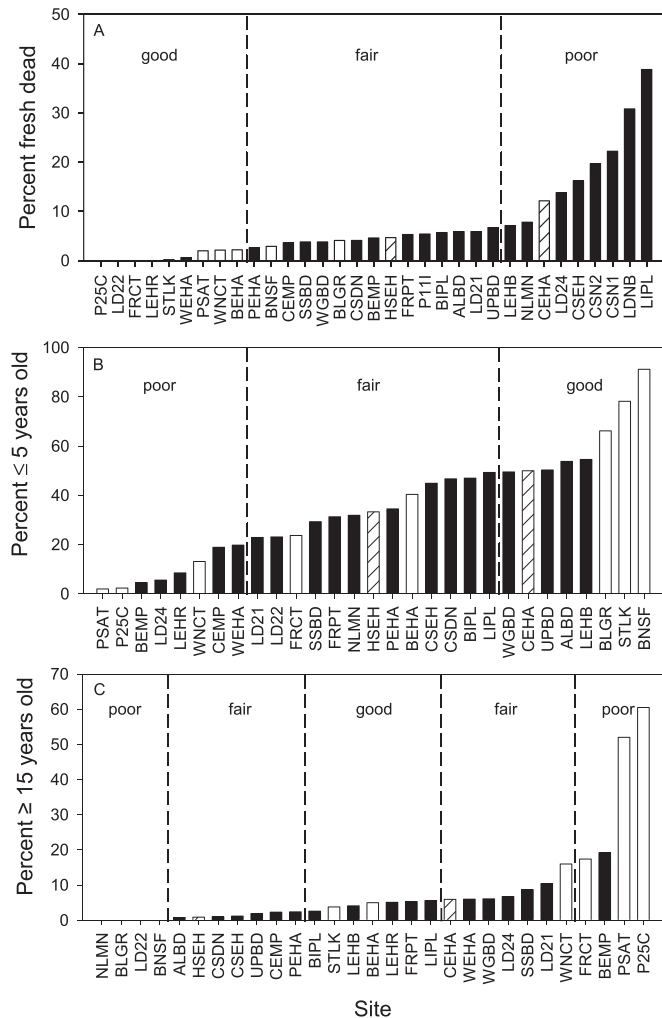 A
good
fair
poor
Percent fresh dead
50
40
30
20
10
0
P25C LD22 FRCT LEHR STLK WEHA PSAT WNCT BEHA PEHA BNSF CEMP SSBD WGBD BLGR CSDN BEMP HSEH FRPT P11I BIPL ALBD LD21 UPBD LEHB NLMN CEHA LD24 CSEH CSN2 CSN1 LDNB LIPL
B
poor
fair
good
Percent ≤ 5 years old
100
80
60
40
20
0
PSAT P25C BEMP LD24 LEHR WNCT CEMP WEHA LD21 LD22 FRCT SSBD FRPT NLMN HSEH PEHA BEHA CSEH CSDN BIPL LIPL WGBD CEHA UPBD ALBD LEHB BLGR STLK BNSF
C
poor
fair
good
fair
poor
Percent ≥ 15 years old
70
60
50
40
30
20
10
0
NLMN BLGR LD22 BNSF ALBD HSEH CSDN CSEH UPBD CEMP PEHA BIPL STLK LEHB BEHA LEHR FRPT LIPL CEHA WEHA WGBD LD24 SSBD LD21 WNCT FRCT BEMP PSAT P25C
Site